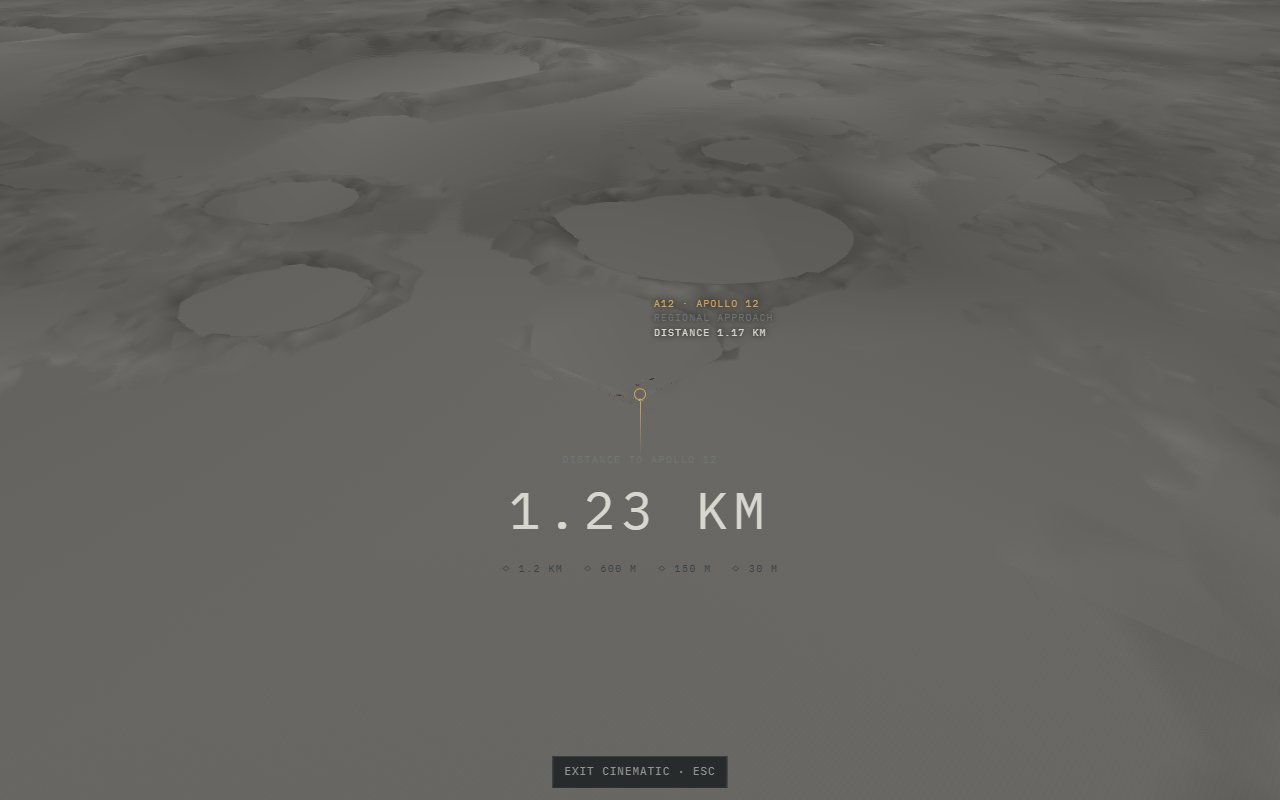 A12 · APOLLO 12
REGIONAL APPROACH
DISTANCE 1.17 KM
DISTANCE TO APOLLO 12
1.23 KM
◇ 1.2 KM ◇ 600 M ◇ 150 M ◇ 30 M
EXIT CINEMATIC · ESC